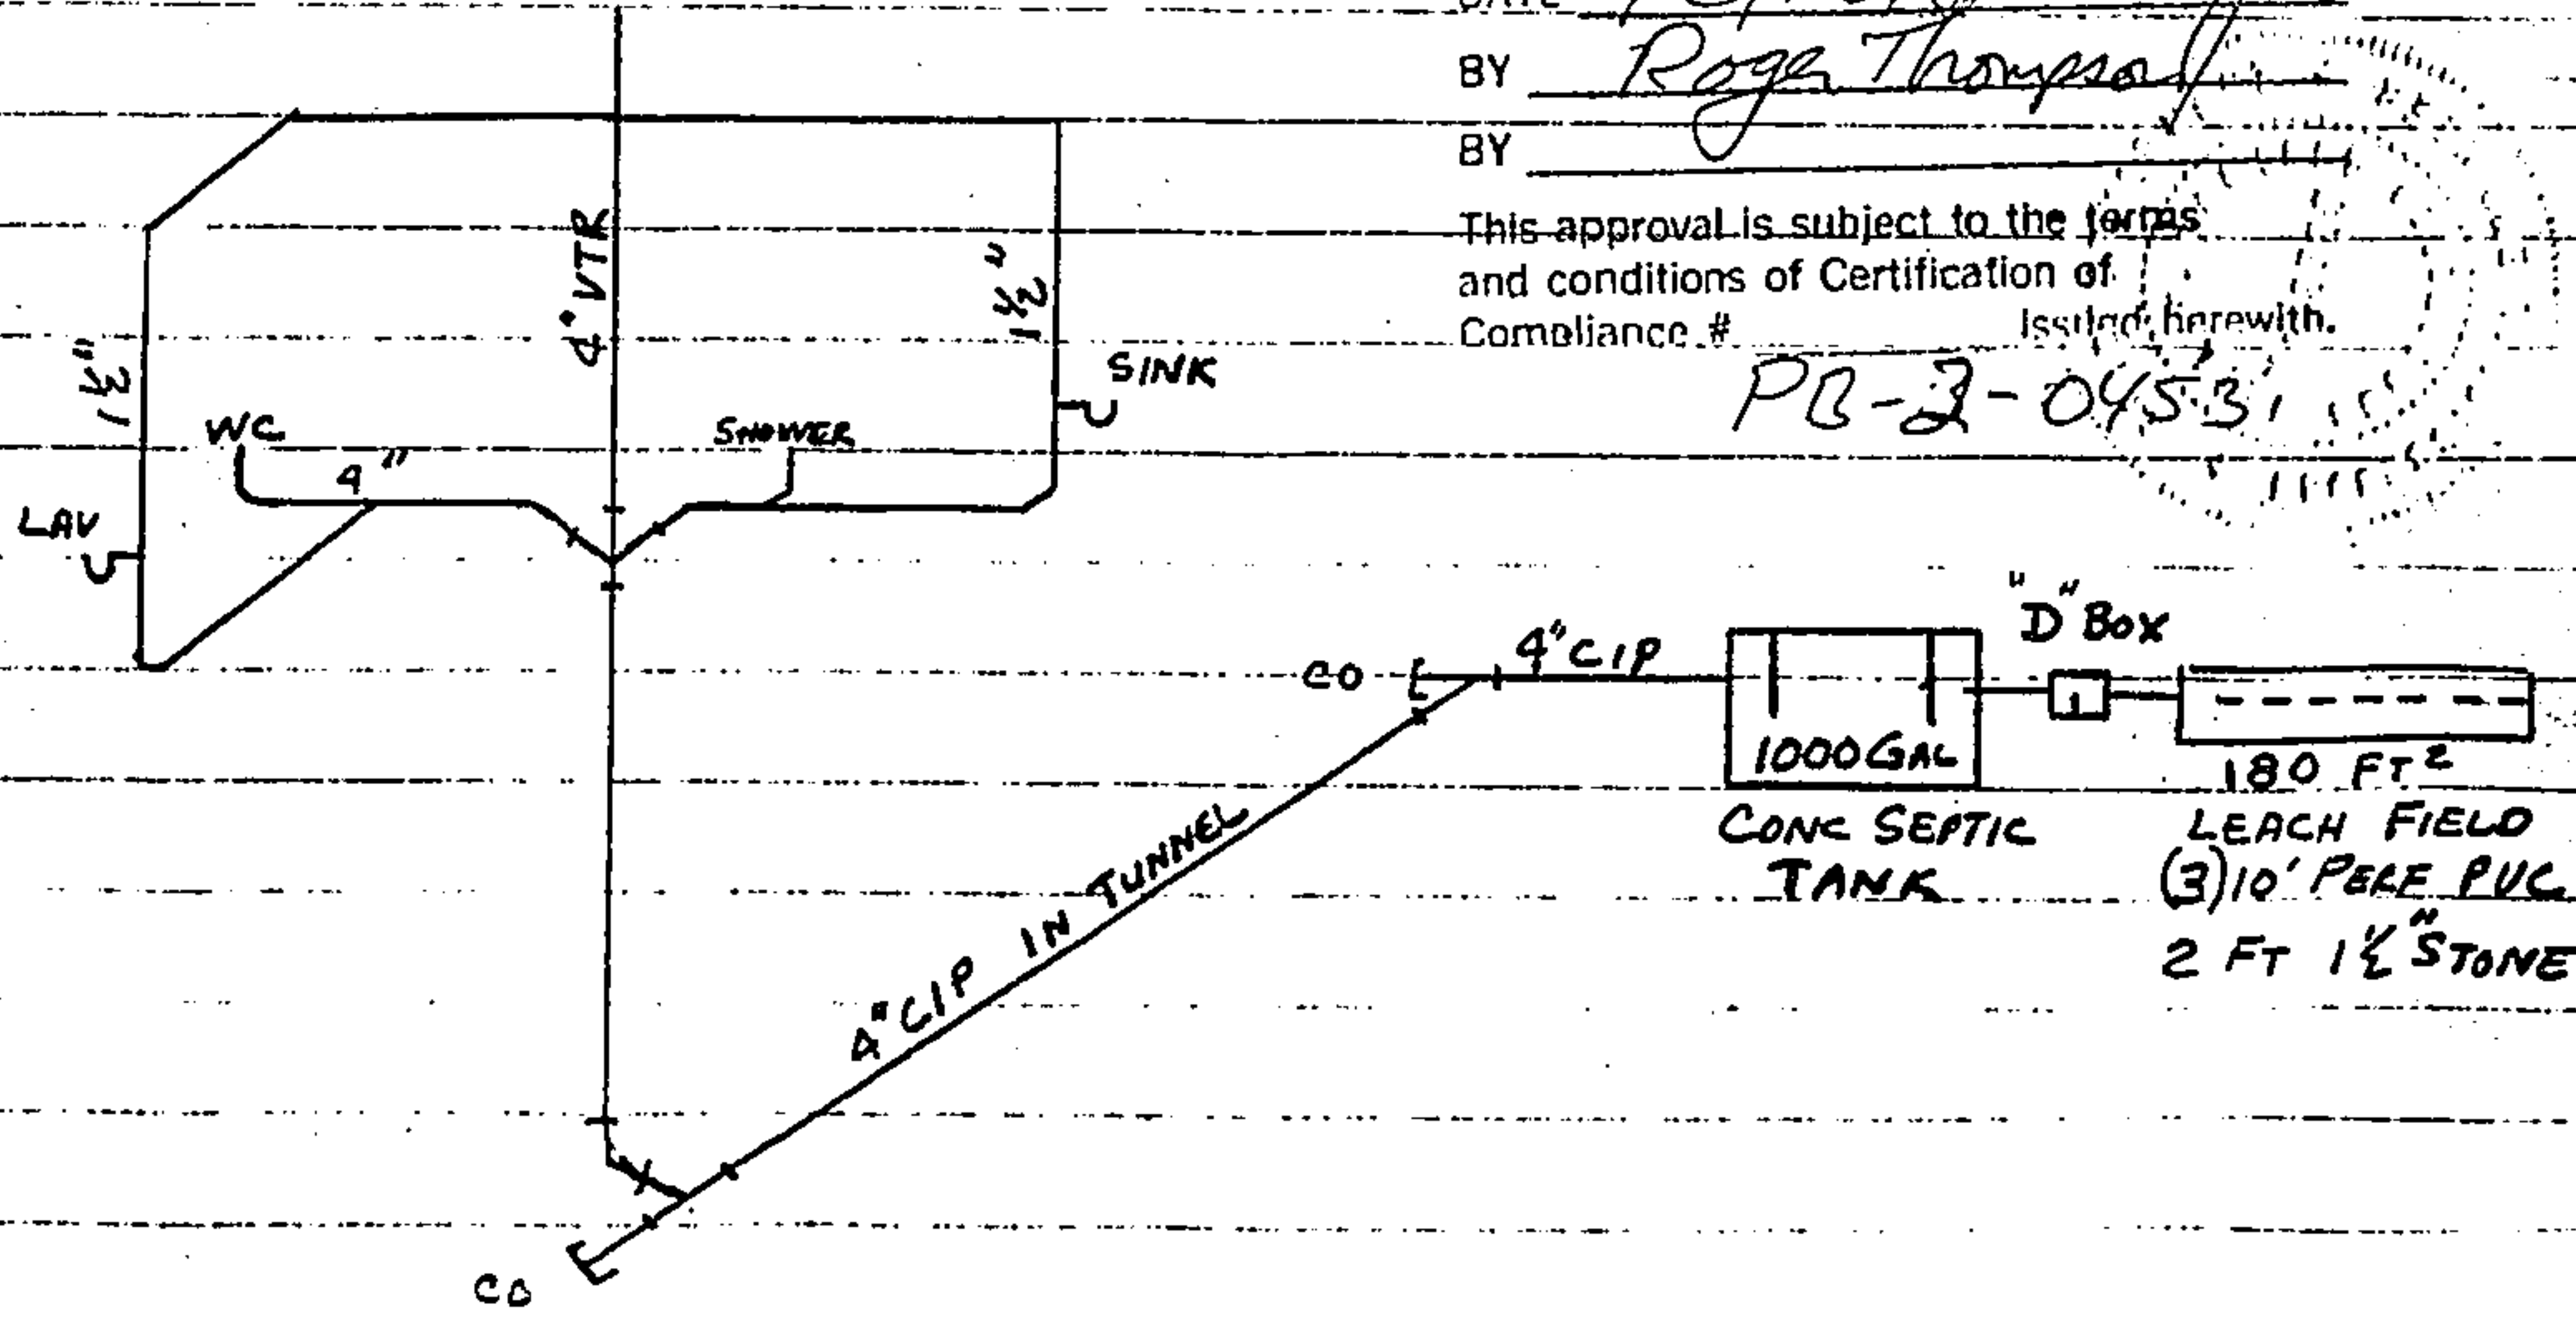 DATE
BY Roger Thompson
BY
This approval is subject to the terms
and conditions of Certification of
Compliance # Issued herewith.
PB-2-0453
4" VTR
1½"
1½"
SINK
WC
4"
SHOWER
LAV
CO
4" CIP
"D" BOX
1000 GAL
CONC SEPTIC
TANK
180 FT²
LEACH FIELD
(3) 10' PERF PVC
2 FT 1½" STONE
4" CIP IN TUNNEL
CO